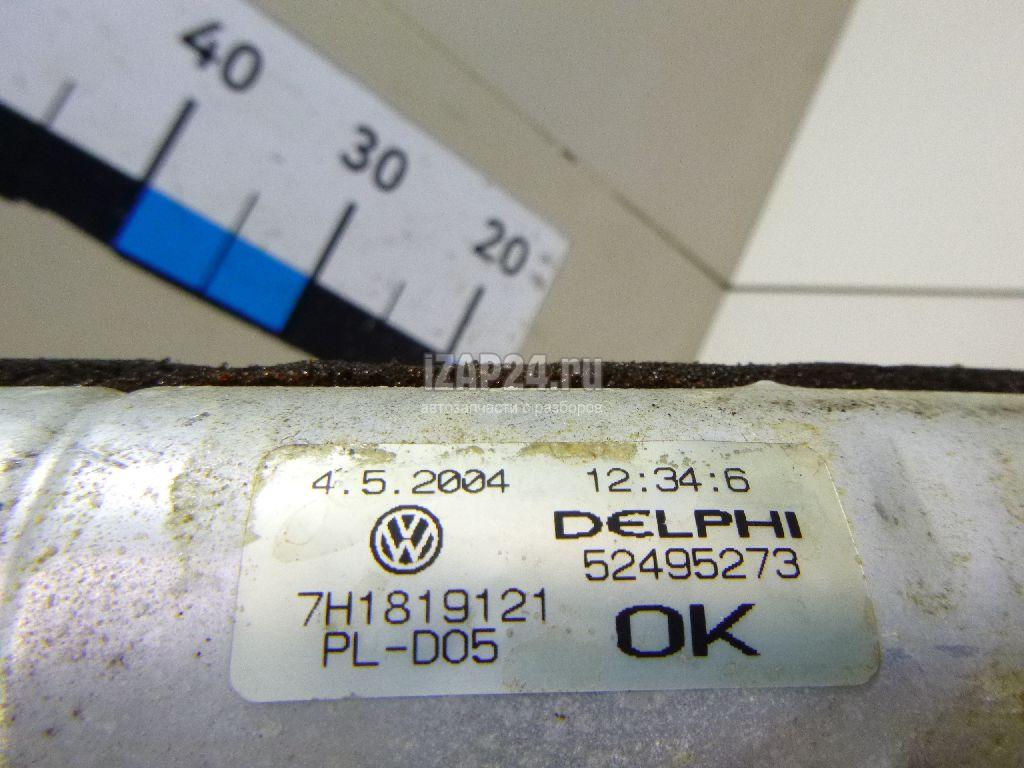 40
30
20
iZAP24.ru
автозапчасти с разборов
4.5.2004 12:34:6
DELPHI
52495273
7H1819121
PL-D05
OK